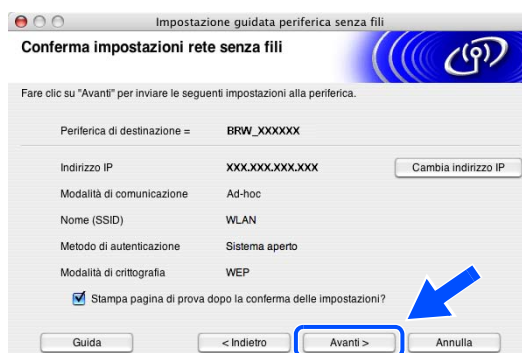 Impostazione guidata periferica senza fili
Conferma impostazioni rete senza fili
Fare clic su "Avanti" per inviare le seguenti impostazioni alla periferica.
Periferica di destinazione = BRW_XXXXXX
Indirizzo IP XXX.XXX.XXX.XXX Cambia indirizzo IP
Modalità di comunicazione Ad-hoc
Nome (SSID) WLAN
Metodo di autenticazione Sistema aperto
Modalità di crittografia WEP
Stampa pagina di prova dopo la conferma delle impostazioni?
Guida < Indietro Avanti > Annulla